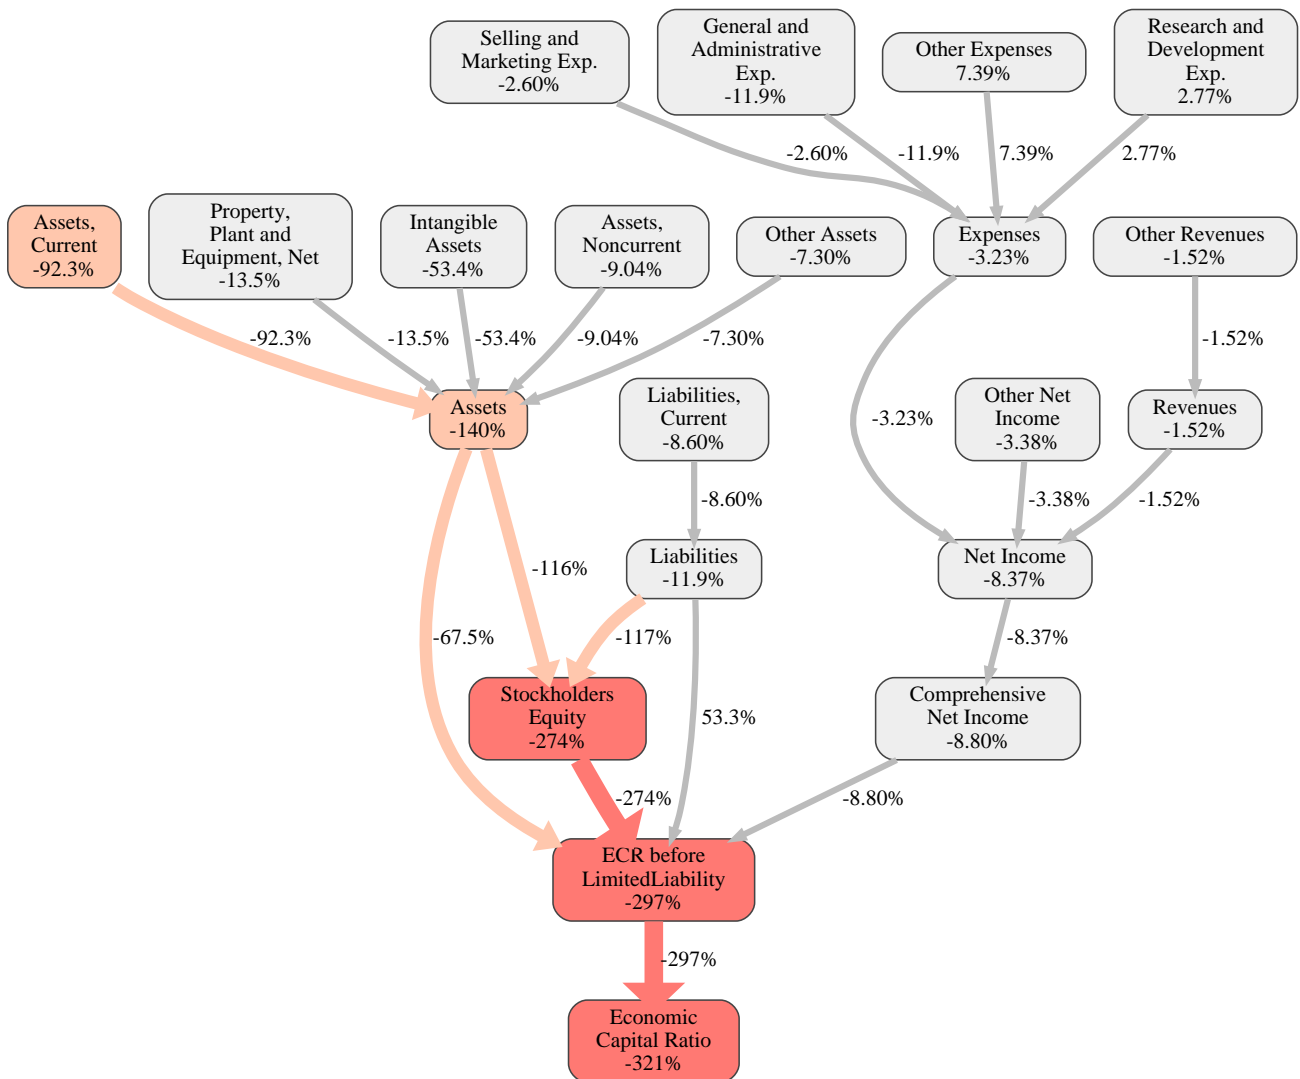 Selling and
Marketing Exp.
-2.60%
General and
Administrative
Exp.
-11.9%
Other Expenses
7.39%
Research and
Development
Exp.
2.77%
-2.60%
-11.9%
7.39%
2.77%
Assets,
Current
-92.3%
Property,
Plant and
Equipment, Net
-13.5%
Intangible
Assets
-53.4%
Assets,
Noncurrent
-9.04%
Other Assets
-7.30%
Expenses
-3.23%
Other Revenues
-1.52%
-92.3%
-13.5%
-53.4%
-9.04%
-7.30%
-1.52%
Assets
-140%
Liabilities,
Current
-8.60%
-3.23%
Other Net
Income
-3.38%
Revenues
-1.52%
-8.60%
-3.38%
-1.52%
-116%
Liabilities
-11.9%
Net Income
-8.37%
-67.5%
-117%
-8.37%
Stockholders
Equity
-274%
53.3%
Comprehensive
Net Income
-8.80%
-274%
-8.80%
ECR before
LimitedLiability
-297%
-297%
Economic
Capital Ratio
-321%